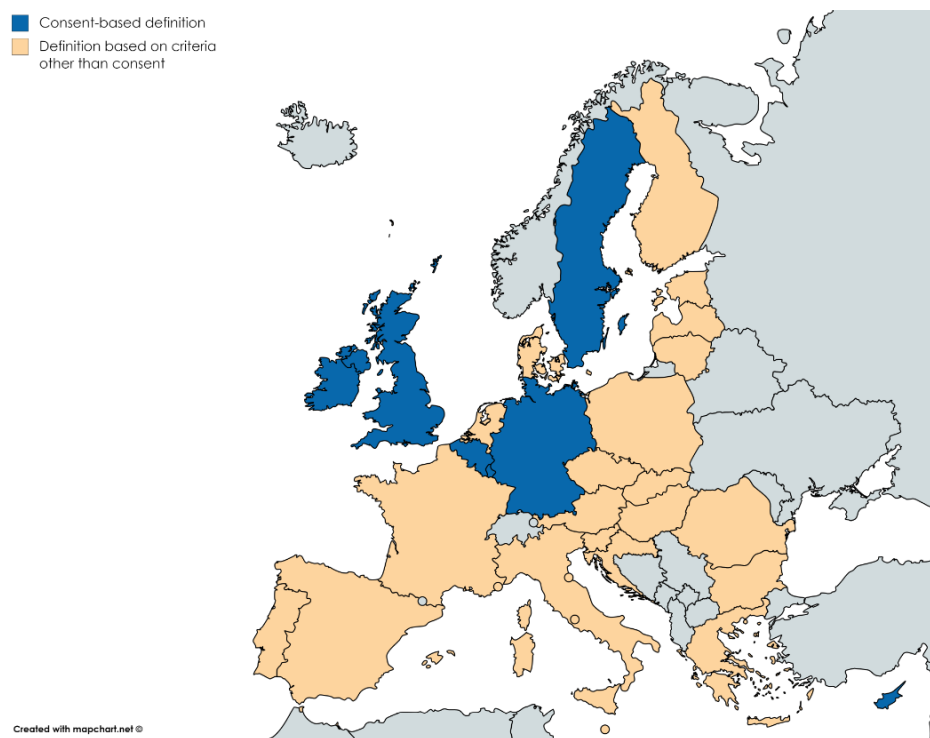 Consent-based definition
Definition based on criteria
other than consent
Created with mapchart.net ©